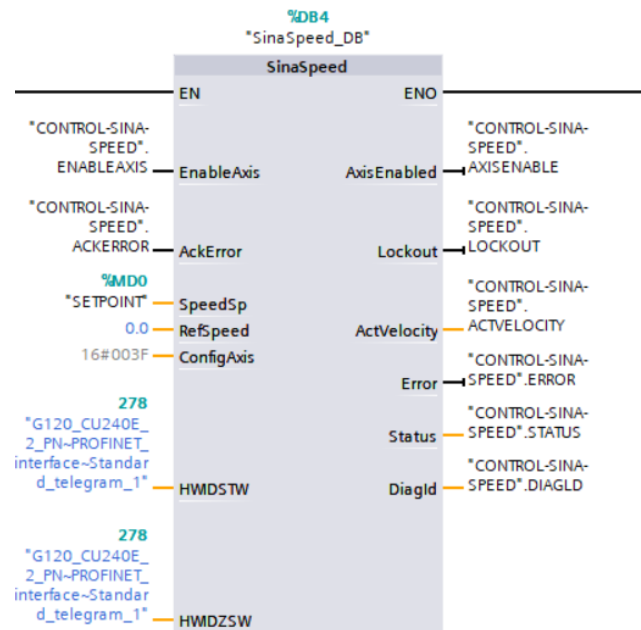 %DB4
"SinaSpeed_DB"
SinaSpeed
EN
ENO
"CONTROL-SINA-
SPEED".
ENABLEAXIS
EnableAxis
AxisEnabled
"CONTROL-SINA-
SPEED".
AXISENABLE
"CONTROL-SINA-
SPEED".
ACKERROR
AckError
Lockout
"CONTROL-SINA-
SPEED".
LOCKOUT
%MD0
"SETPOINT"
SpeedSp
0.0
RefSpeed
ActVelocity
"CONTROL-SINA-
SPEED".
ACTVELOCITY
16#003F
ConfigAxis
Error
"CONTROL-SINA-
SPEED".ERROR
Status
"CONTROL-SINA-
SPEED".STATUS
278
"G120_CU240E_
2_PN~PROFINET_
interface~Standar
d_telegram_1"
HWIDSTW
DiagId
"CONTROL-SINA-
SPEED".DIAGLD
278
"G120_CU240E_
2_PN~PROFINET_
interface~Standar
d_telegram_1"
HWIDZSW